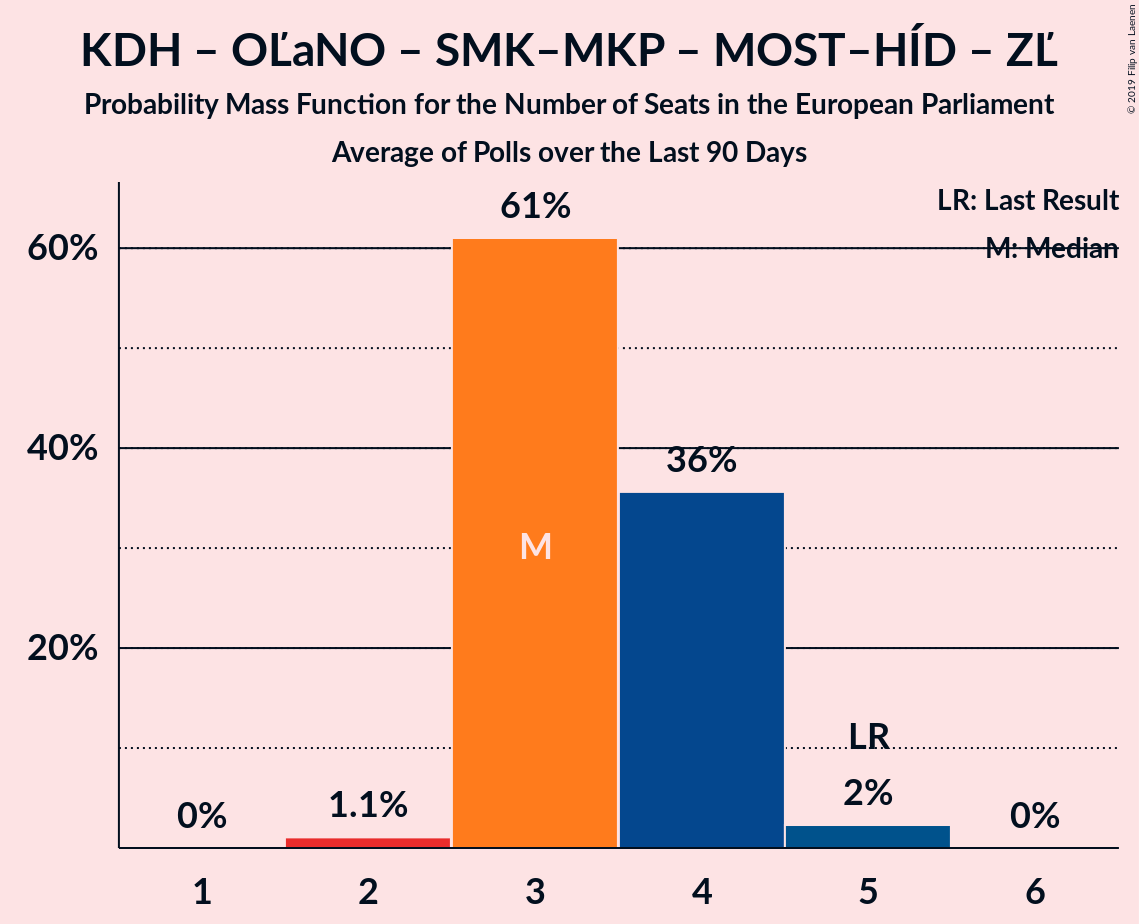 KDH – OĽaNO – SMK–MKP – MOST–HÍD – ZĽ
Probability Mass Function for the Number of Seats in the European Parliament
Average of Polls over the Last 90 Days
© 2019 Filip van Laenen
LR: Last Result
M: Median
60%
40%
20%
61%
36%
M
LR
2%
1.1%
0%
0%
1 2 3 4 5 6